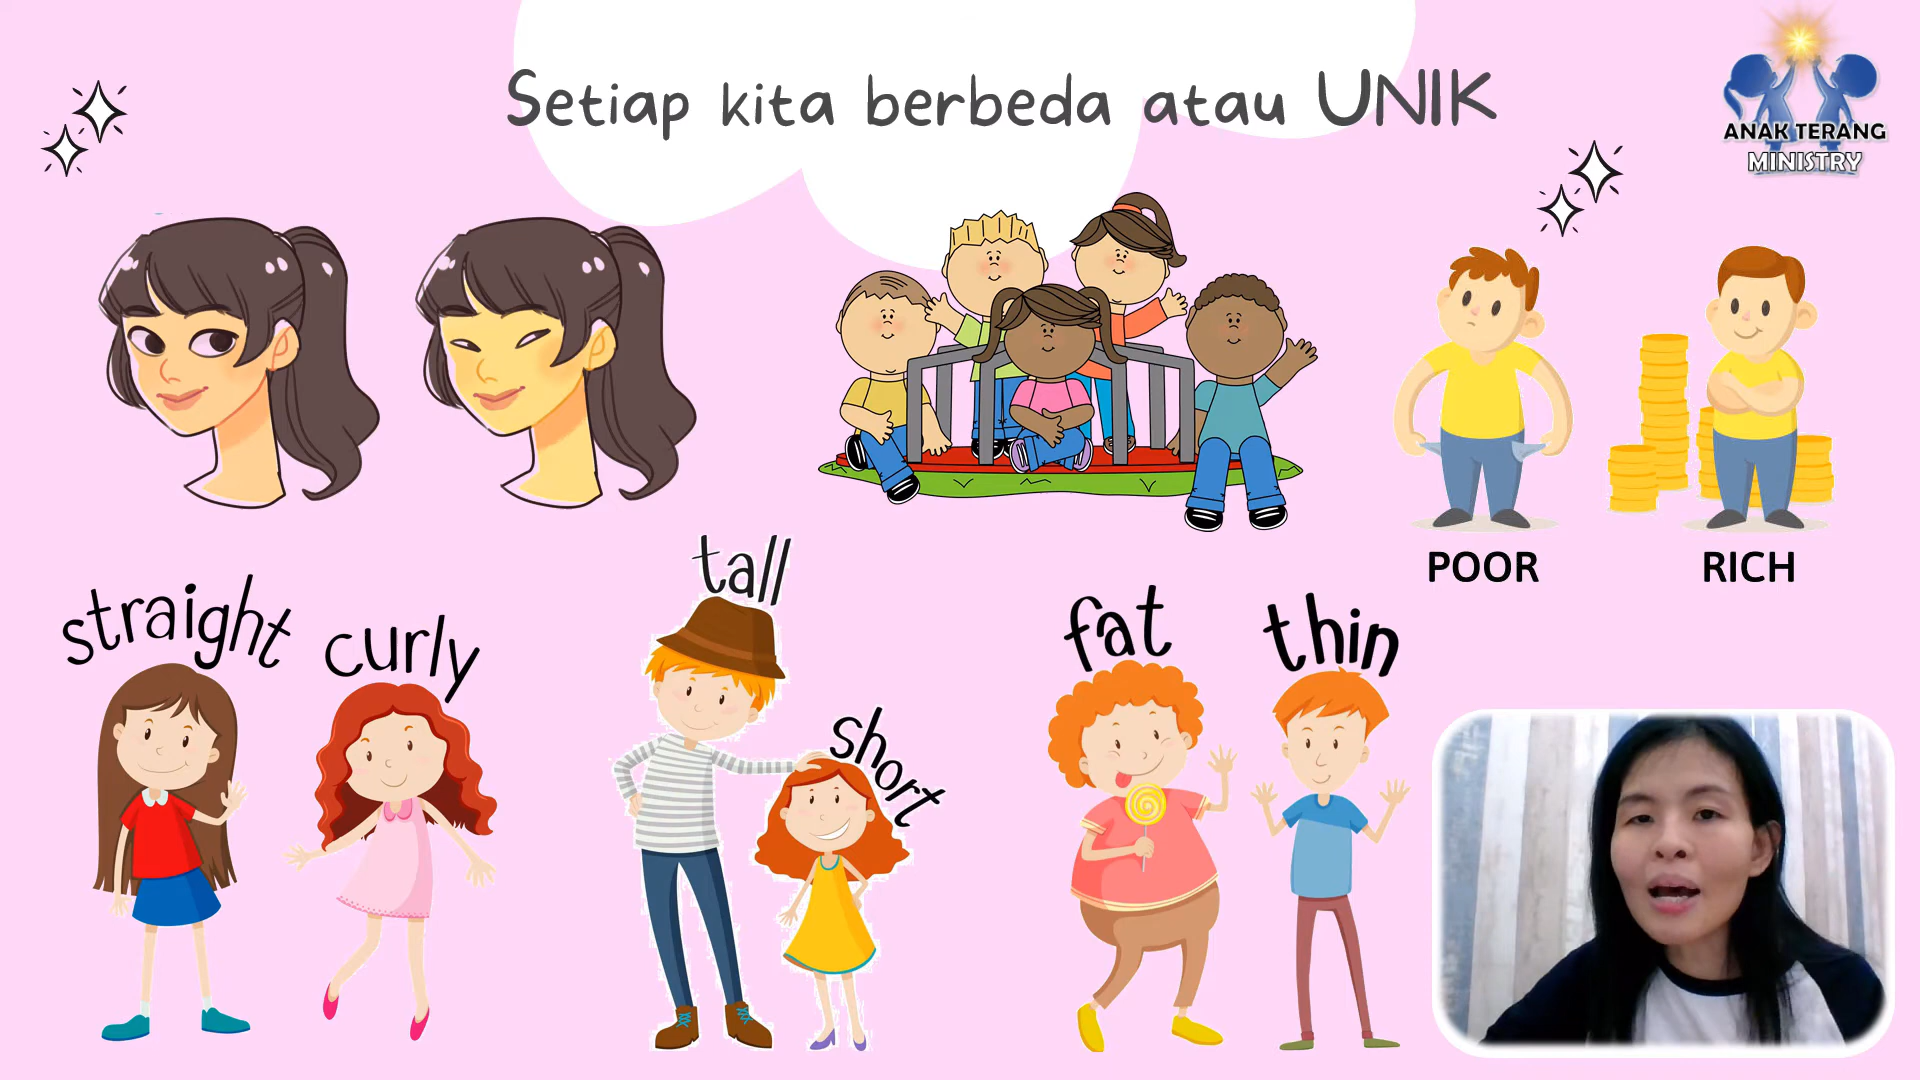 Setiap kita berbeda atau UNIK
ANAK TERANG
MINISTRY
POOR
RICH
straight
curly
tall
short
fat
thin